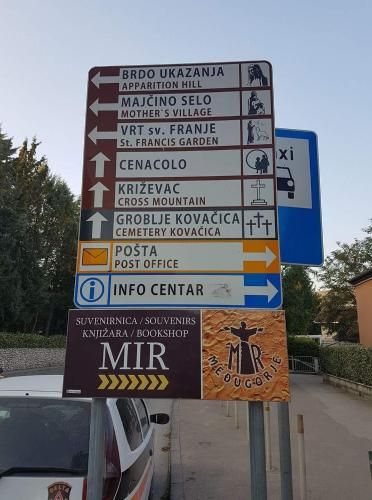 BRDO UKAZANJA
APPARITION HILL
MAJČINO SELO
MOTHER'S VILLAGE
VRT sv. FRANJE
St. FRANCIS GARDEN
CENACOLO
KRIŽEVAC
CROSS MOUNTAIN
GROBLJE KOVAČICA
CEMETERY KOVAČICA
POŠTA
POST OFFICE
i INFO CENTAR
xi
SUVENIRNICA / SOUVENIRS
KNJIŽARA / BOOKSHOP
MIR
MIR
MEĐUGORJE